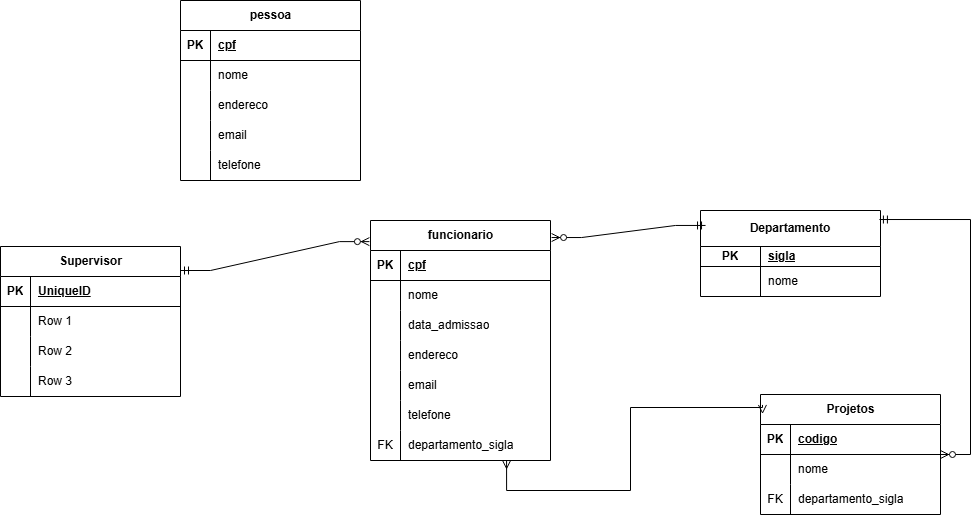 pessoa
PK cpf
nome
endereco
email
telefone
Supervisor
PK UniqueID
Row 1
Row 2
Row 3
funcionario
PK cpf
nome
data_admissao
endereco
email
telefone
FK departamento_sigla
Departamento
PK sigla
nome
Projetos
PK codigo
nome
FK departamento_sigla